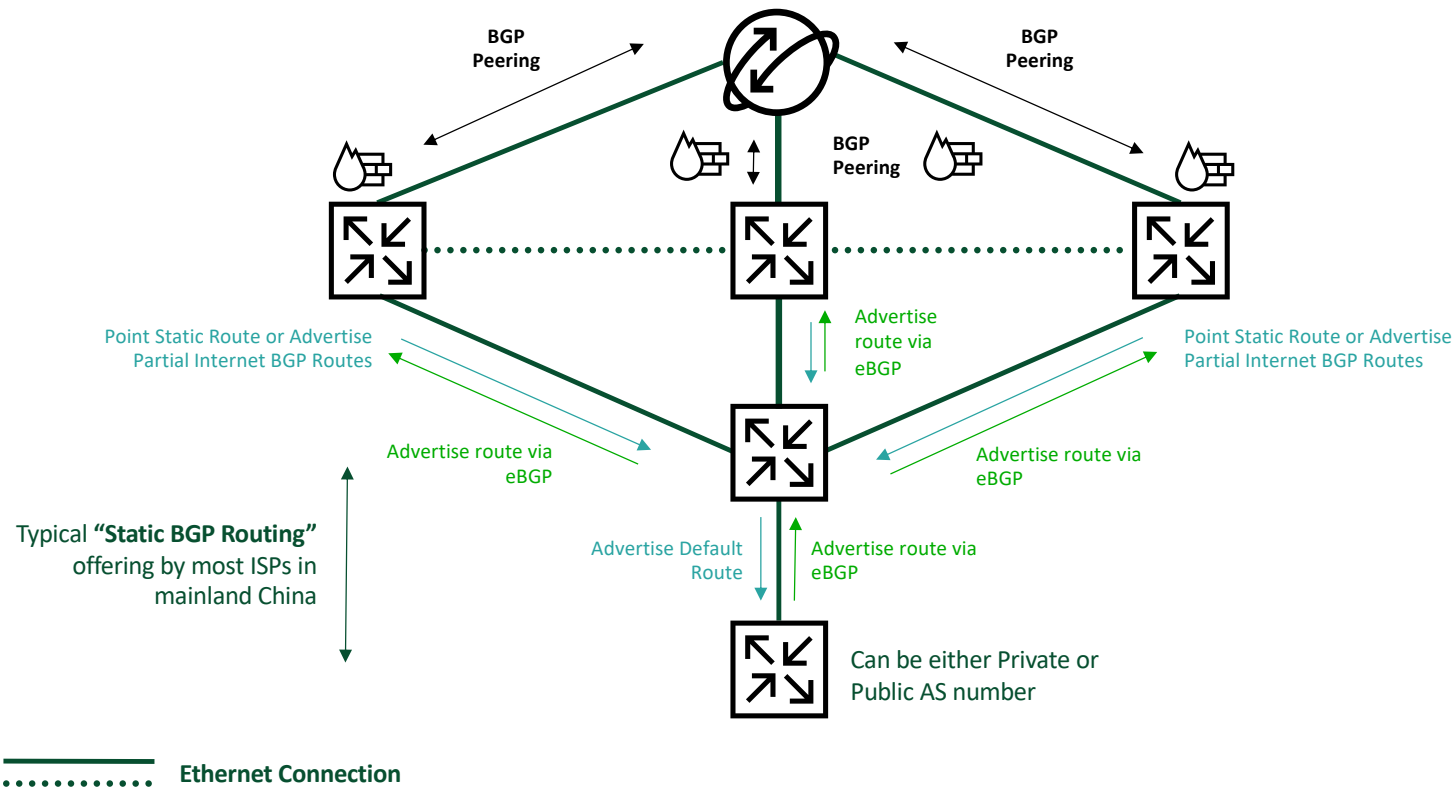 BGP
Peering
BGP
Peering
BGP
Peering
Point Static Route or Advertise
Partial Internet BGP Routes
Advertise
route via
eBGP
Point Static Route or Advertise
Partial Internet BGP Routes
Advertise route via
eBGP
Advertise route via
eBGP
Typical “Static BGP Routing”
offering by most ISPs in
mainland China
Advertise Default
Route
Advertise route via
eBGP
Can be either Private or
Public AS number
Ethernet Connection